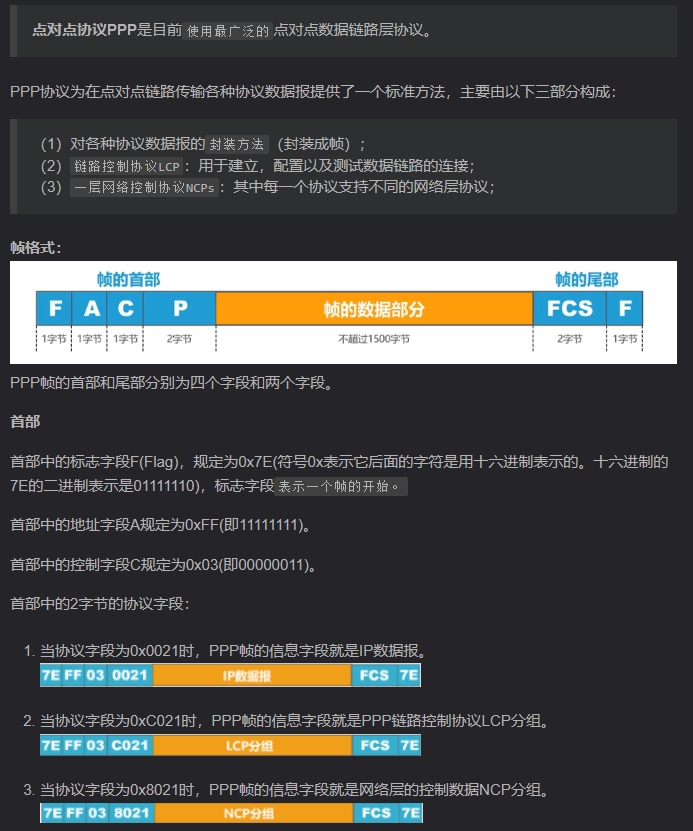 点对点协议PPP是目前 使用最广泛的 点对点数据链路层协议。
PPP协议为在点对点链路传输各种协议数据报提供了一个标准方法，主要由以下三部分构成：
（1）对各种协议数据报的 封装方法 （封装成帧）；
（2） 链路控制协议LCP ：用于建立，配置以及测试数据链路的连接；
（3） 一层网络控制协议NCPs ：其中每一个协议支持不同的网络层协议；
帧格式：
帧的首部 帧的尾部
F A C P 帧的数据部分 FCS F
1字节 1字节 1字节 2字节 不超过1500字节 2字节 1字节
PPP帧的首部和尾部分别为四个字段和两个字段。
首部
首部中的标志字段F(Flag)，规定为0x7E(符号0x表示它后面的字符是用十六进制表示的。十六进制的
7E的二进制表示是01111110)，标志字段 表示一个帧的开始。
首部中的地址字段A规定为0xFF(即11111111)。
首部中的控制字段C规定为0x03(即00000011)。
首部中的2字节的协议字段：
1. 当协议字段为0x0021时，PPP帧的信息字段就是IP数据报。
7E FF 03 0021 IP数据报 FCS 7E
2. 当协议字段为0xC021时，PPP帧的信息字段就是PPP链路控制协议LCP分组。
7E FF 03 C021 LCP分组 FCS 7E
3. 当协议字段为0x8021时，PPP帧的信息字段就是网络层的控制数据NCP分组。
7E FF 03 8021 NCP分组 FCS 7E